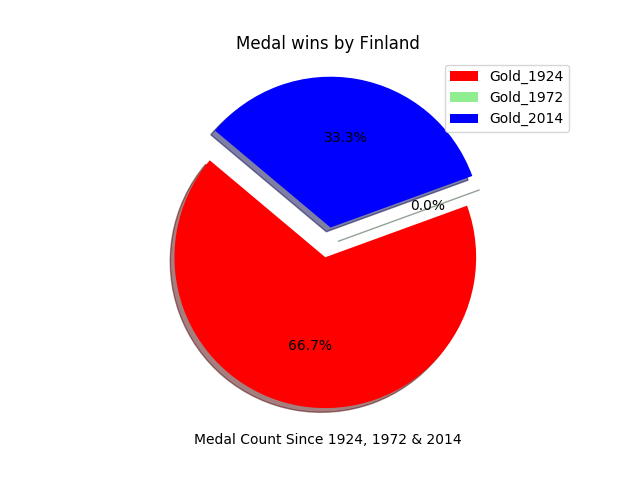 Medal wins by Finland
Gold_1924
Gold_1972
Gold_2014
33.3%
0.0%
66.7%
Medal Count Since 1924, 1972 & 2014